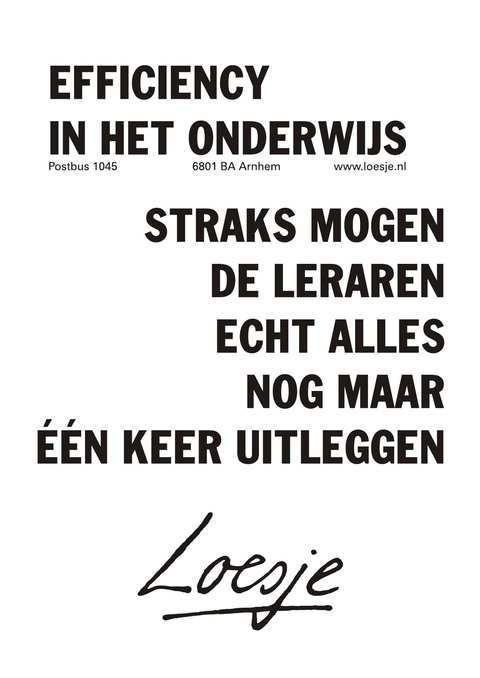 EFFICIENCY
IN HET ONDERWIJS
Postbus 1045 6801 BA Arnhem www.loesje.nl
STRAKS MOGEN
DE LERAREN
ECHT ALLES
NOG MAAR
ÉÉN KEER UITLEGGEN
Loesje